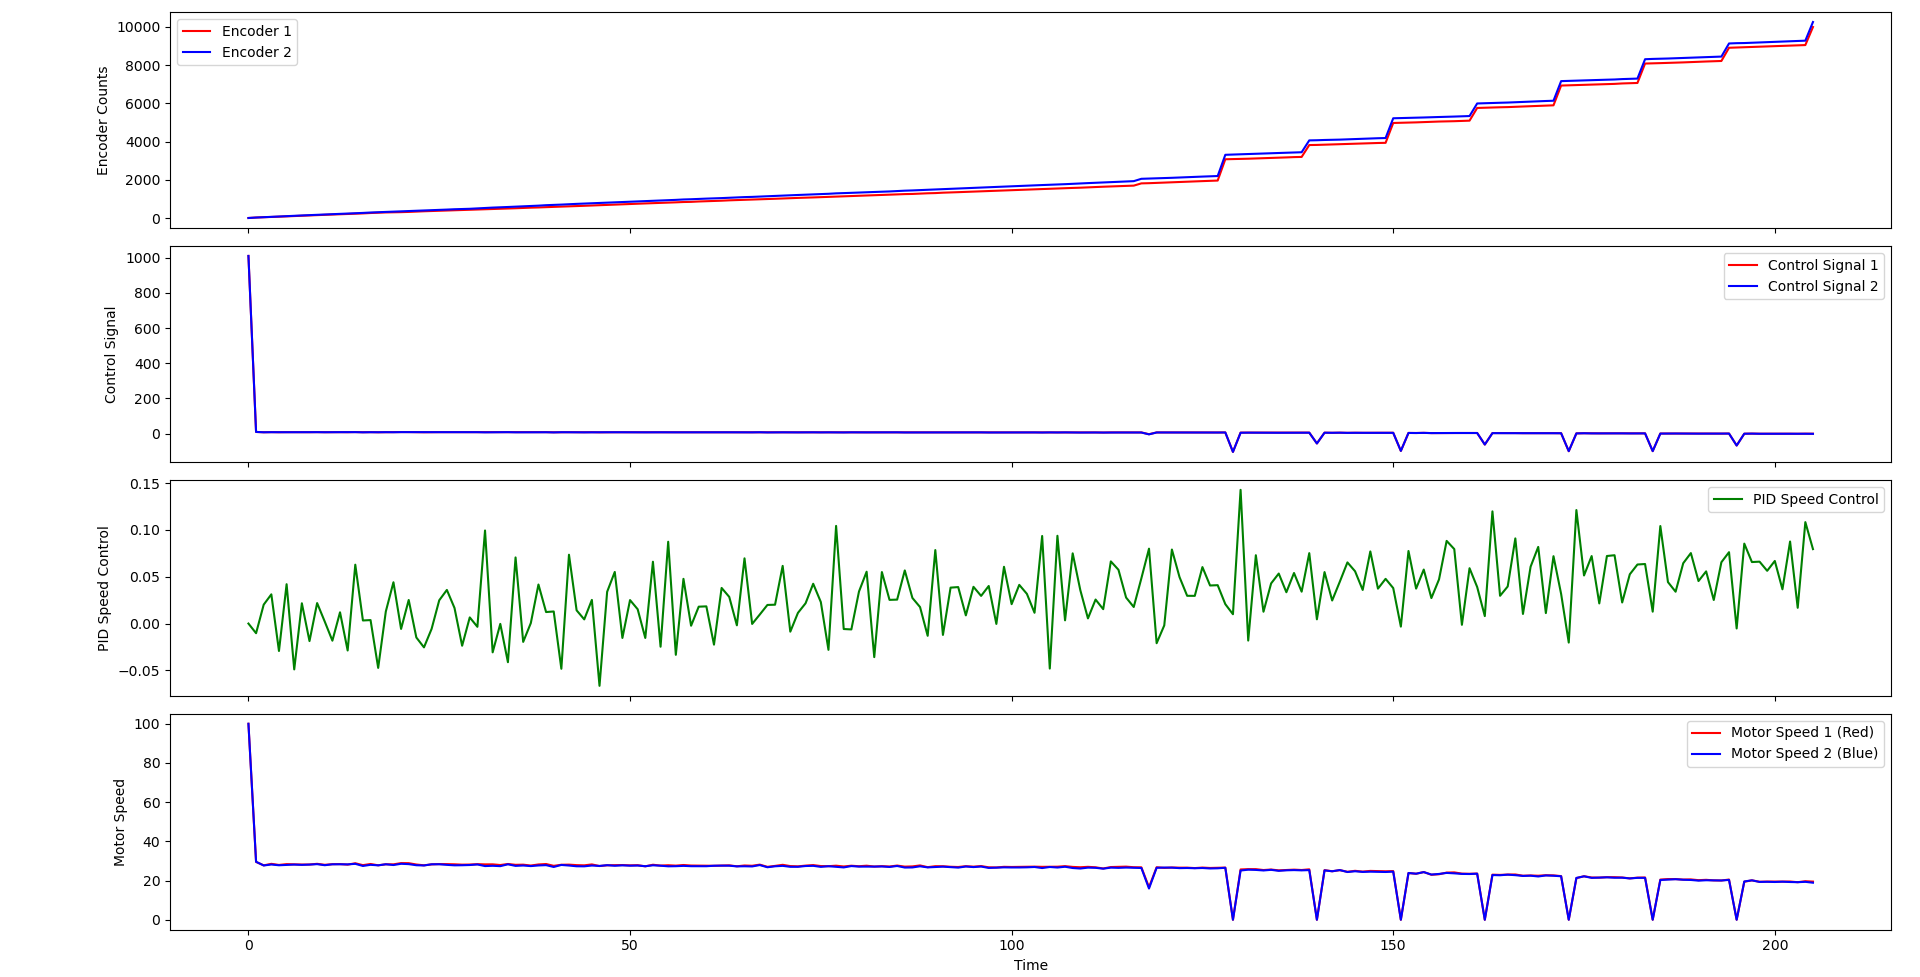 10000
8000
6000
4000
2000
0
Encoder Counts
Encoder 1
Encoder 2
1000
800
600
400
200
0
Control Signal
Control Signal 1
Control Signal 2
0.15
0.10
0.05
0.00
−0.05
PID Speed Control
PID Speed Control
100
80
60
40
20
0
Motor Speed
Motor Speed 1 (Red)
Motor Speed 2 (Blue)
0 50 100 150 200
Time